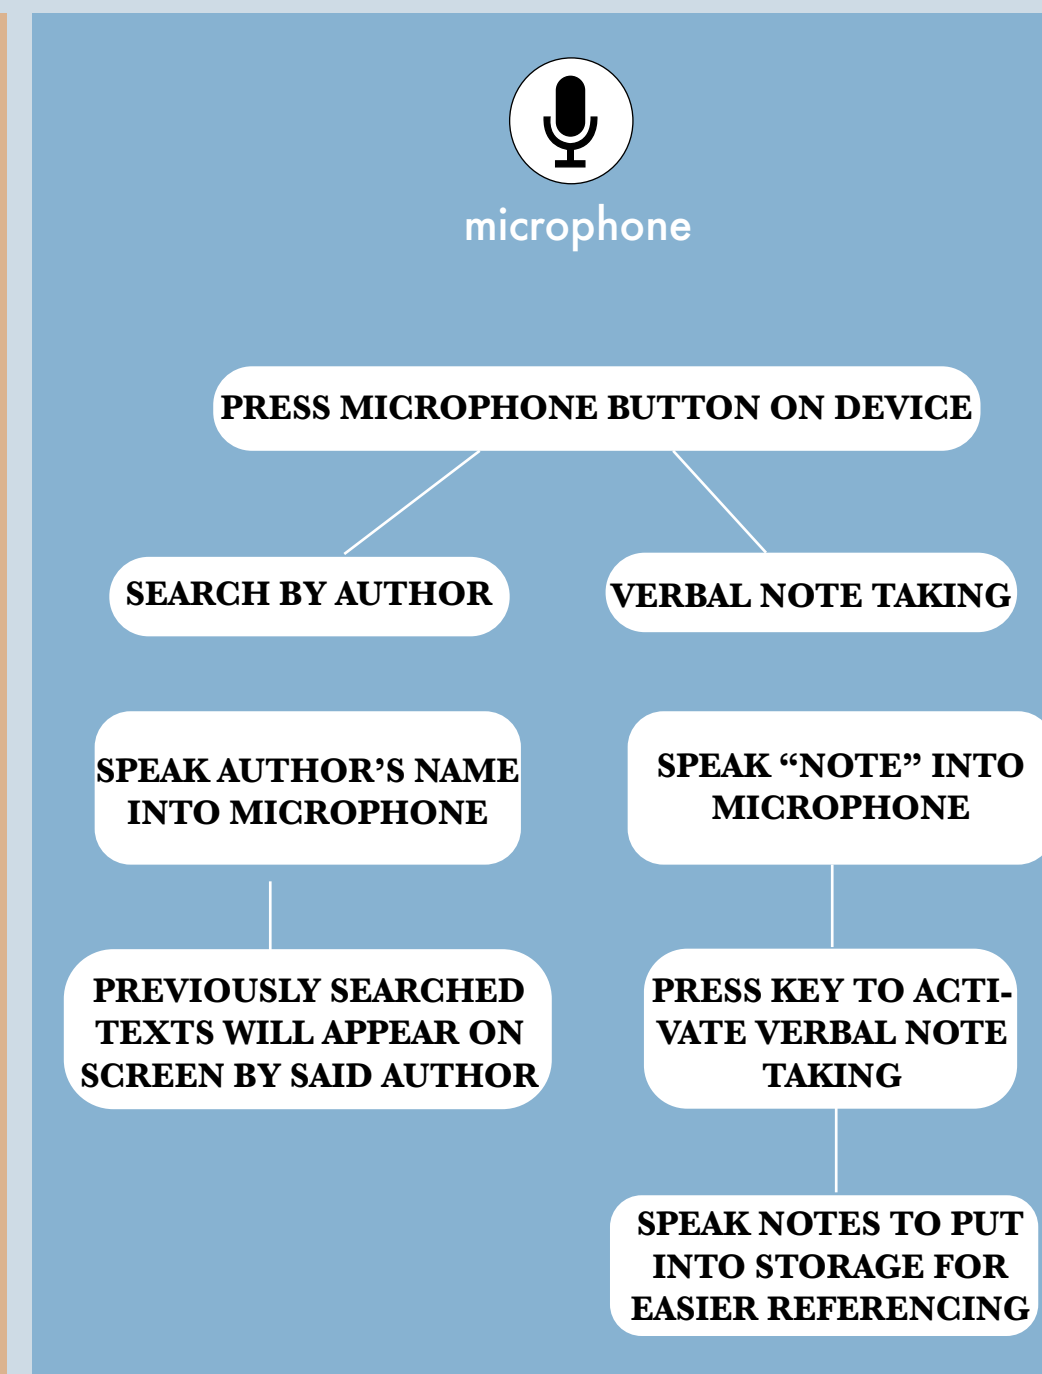 microphone
PRESS MICROPHONE BUTTON ON DEVICE
SEARCH BY AUTHOR
VERBAL NOTE TAKING
SPEAK AUTHOR’S NAME
INTO MICROPHONE
SPEAK “NOTE” INTO
MICROPHONE
PREVIOUSLY SEARCHED
TEXTS WILL APPEAR ON
SCREEN BY SAID AUTHOR
PRESS KEY TO ACTI-
VATE VERBAL NOTE
TAKING
SPEAK NOTES TO PUT
INTO STORAGE FOR
EASIER REFERENCING